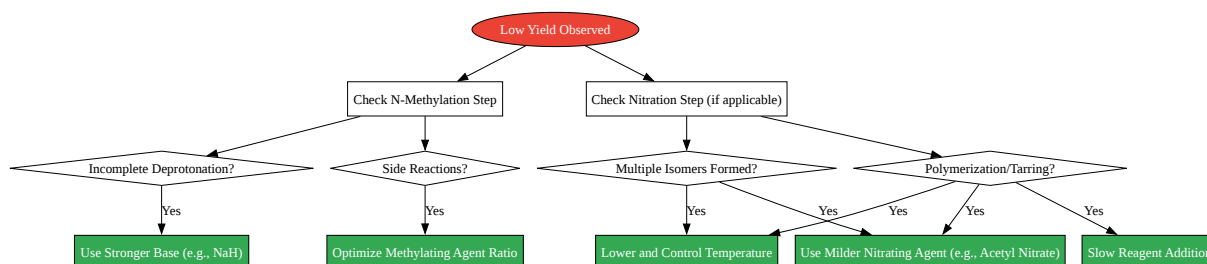 Low Yield Observed
Check N-Methylation Step
Check Nitration Step (if applicable)
Incomplete Deprotonation?
Side Reactions?
Multiple Isomers Formed?
Polymerization/Tarring?
Yes
Yes
Yes
Yes
Yes
Yes
Yes
Use Stronger Base (e.g., NaH)
Optimize Methylating Agent Ratio
Lower and Control Temperature
Use Milder Nitrating Agent (e.g., Acetyl Nitrate)
Slow Reagent Addition